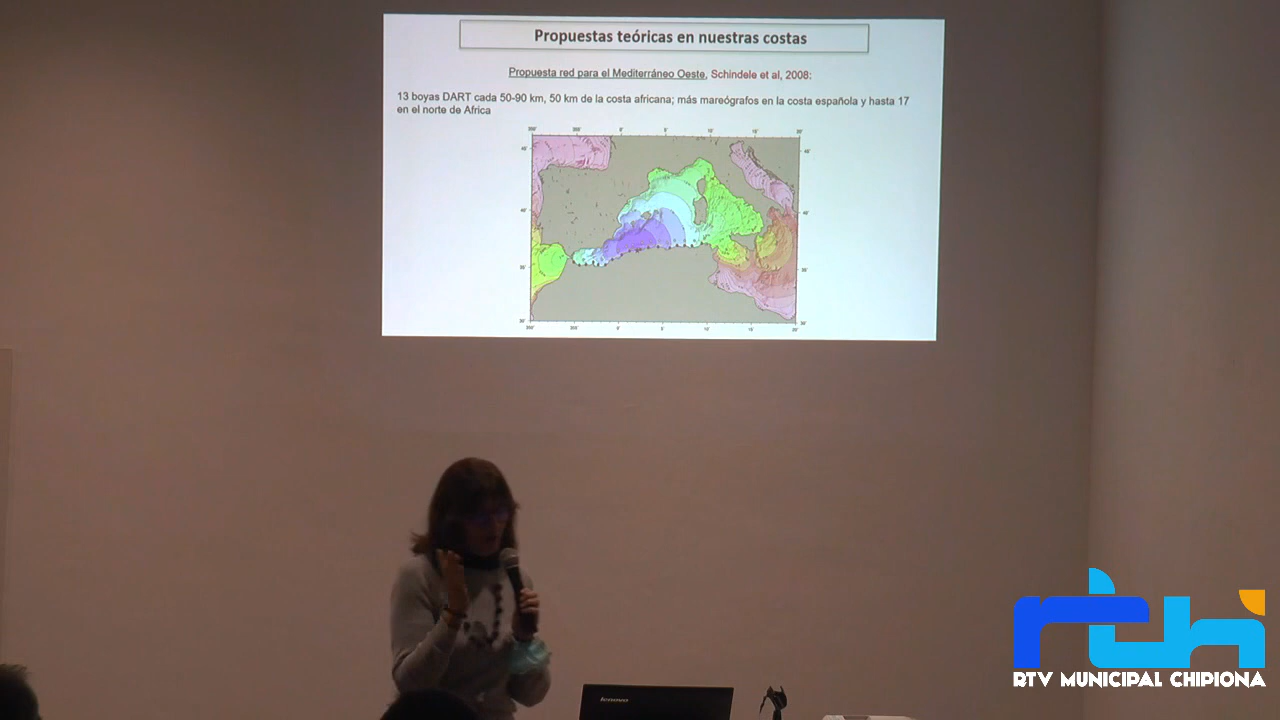 Propuestas teóricas en nuestras costas
Propuesta red para el Mediterráneo Oeste, Schindele et al, 2008:
13 boyas DART cada 50-90 km, 50 km de la costa africana; más mareógrafos en la costa española y hasta 17
en el norte de Africa
lenovo
rtch
RTV MUNICIPAL CHIPIONA